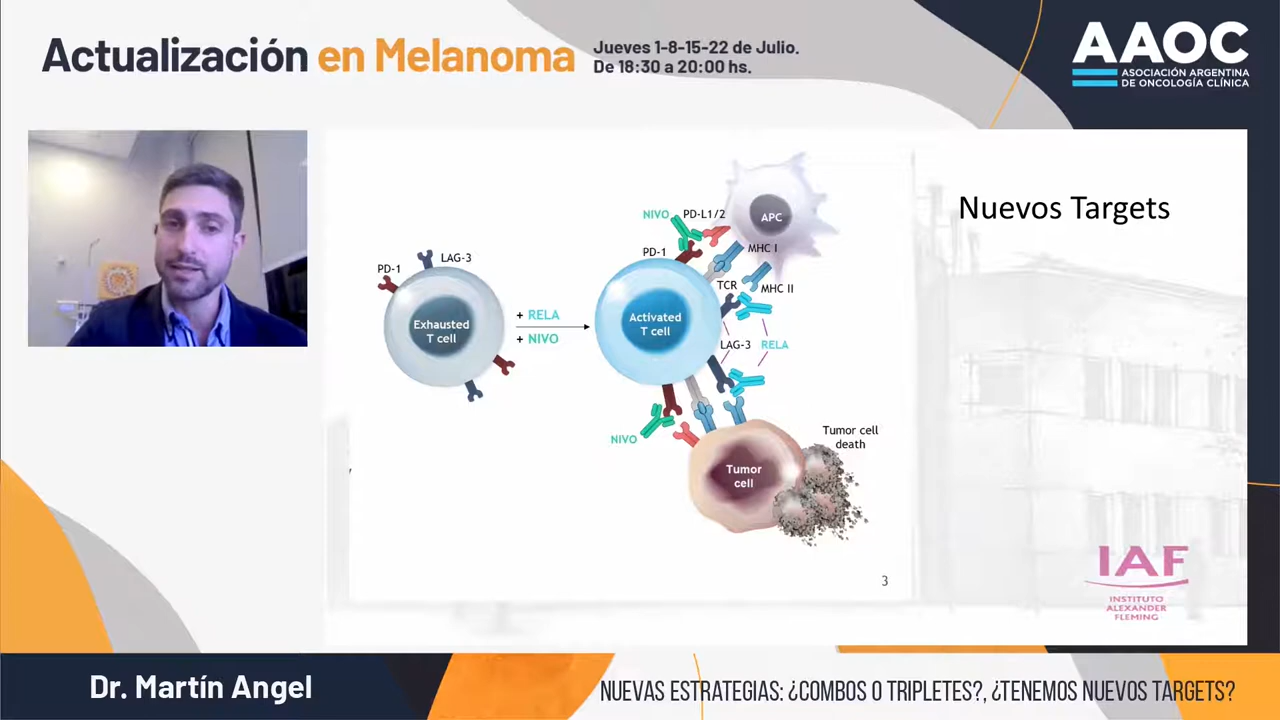 Actualización en Melanoma
Jueves 1-8-15-22 de Julio.
De 18:30 a 20:00 hs.
AAOC
ASOCIACIÓN ARGENTINA
DE ONCOLOGÍA CLÍNICA
Nuevos Targets
NIVO
PD-L1/2
APC
PD-1
MHC I
LAG-3
PD-1
TCR
MHC II
Exhausted
T cell
+ RELA
+ NIVO
Activated
T cell
LAG-3
RELA
NIVO
Tumor
cell
Tumor cell
death
3
IAF
INSTITUTO
ALEXANDER
FLEMING
Dr. Martín Angel
NUEVAS ESTRATEGIAS: ¿COMBOS O TRIPLETES?, ¿TENEMOS NUEVOS TARGETS?